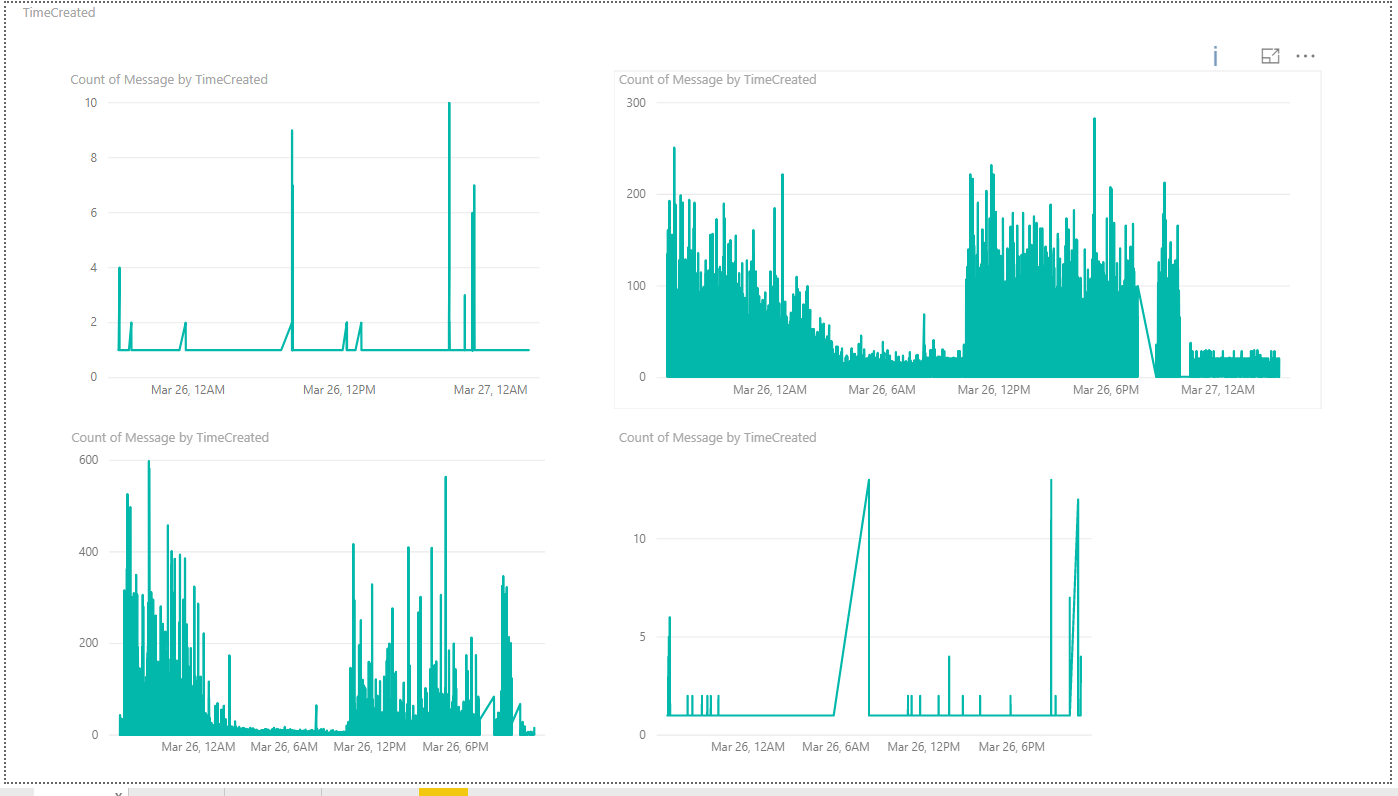 TimeCreated
Count of Message by TimeCreated
10
8
6
4
2
0
Mar 26, 12AM Mar 26, 12PM Mar 27, 12AM
Count of Message by TimeCreated
300
200
100
0
Mar 26, 12AM Mar 26, 6AM Mar 26, 12PM Mar 26, 6PM Mar 27, 12AM
Count of Message by TimeCreated
600
400
200
0
Mar 26, 12AM Mar 26, 6AM Mar 26, 12PM Mar 26, 6PM
Count of Message by TimeCreated
10
5
0
Mar 26, 12AM Mar 26, 6AM Mar 26, 12PM Mar 26, 6PM